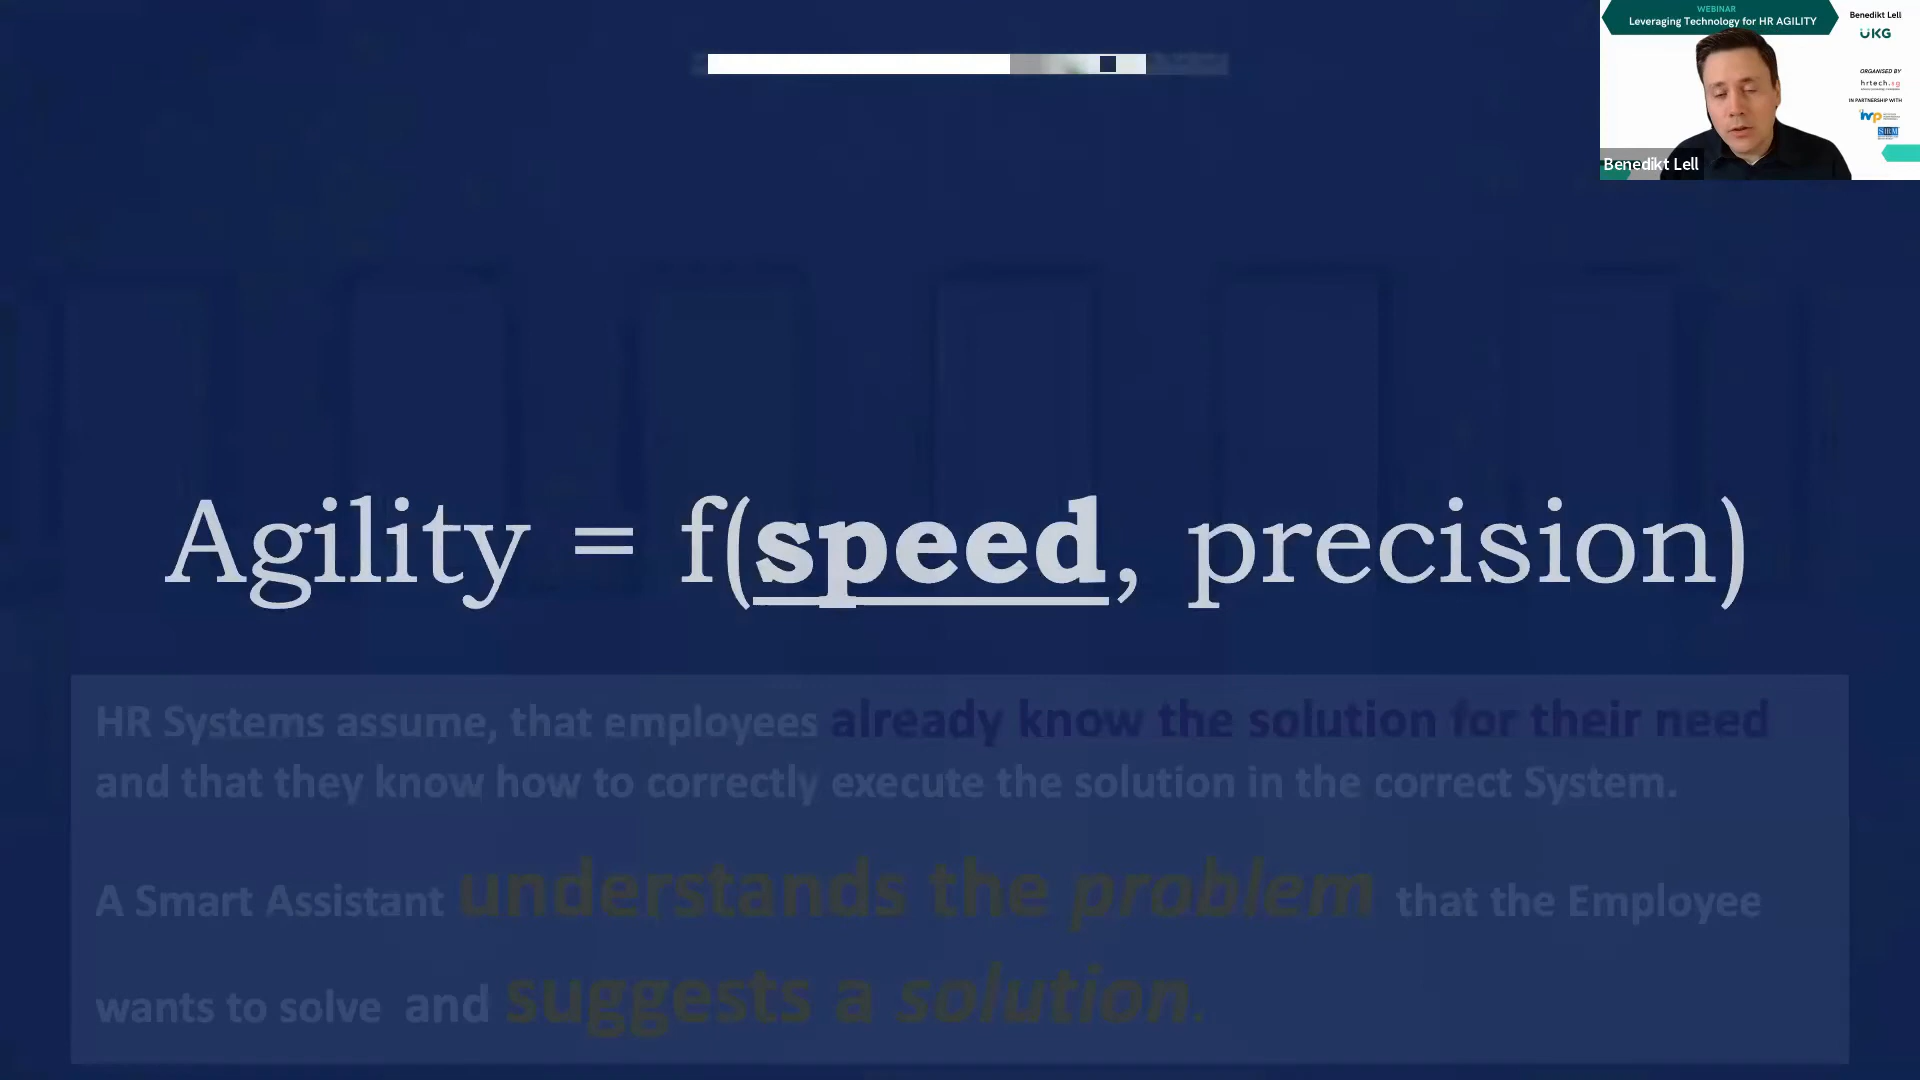 WEBINAR
Leveraging Technology for HR AGILITY
Benedikt Lell
UKG
ORGANISED BY
hrtech.sg
IN PARTNERSHIP WITH
Benedikt Lell
Agility = f(speed, precision)
HR Systems assume, that employees already know the solution for their need
and that they know how to correctly execute the solution in the correct System.
A Smart Assistant understands the problem that the Employee
wants to solve and suggests a solution.